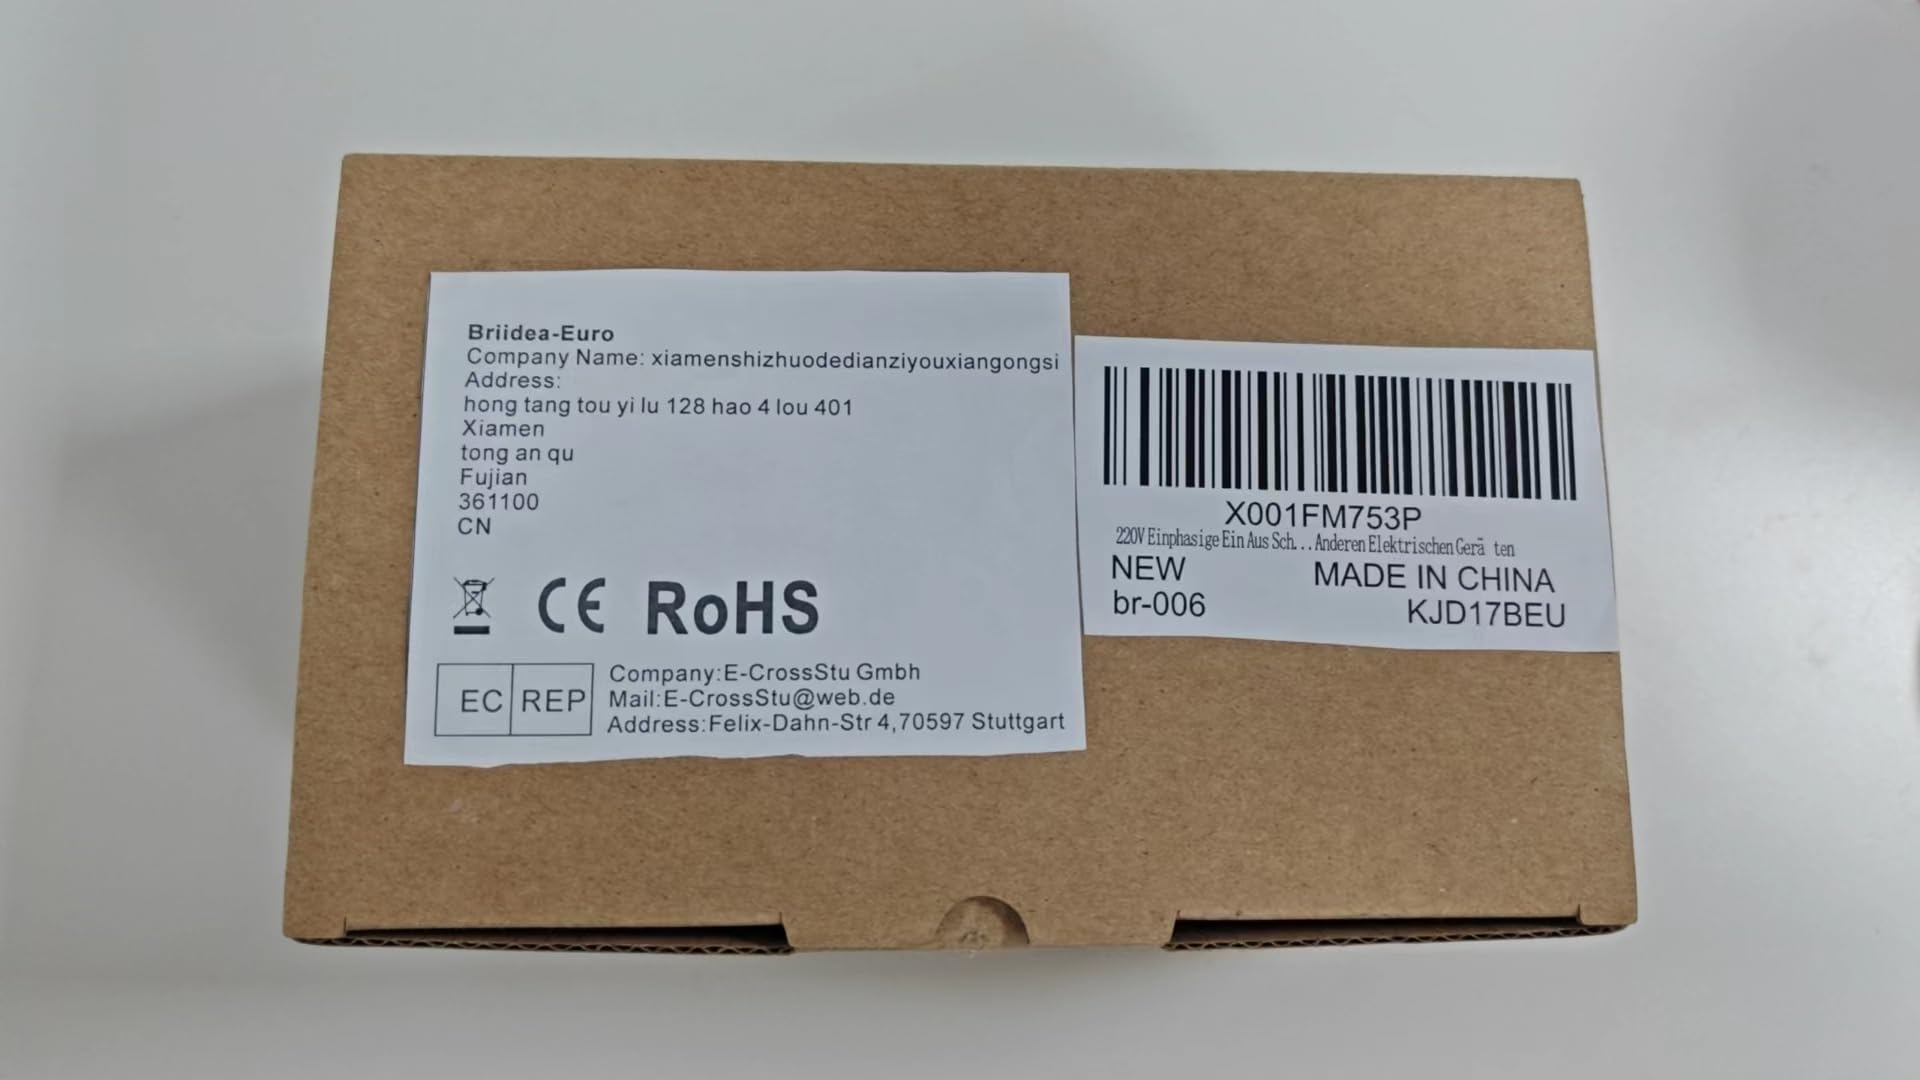 Briidea-Euro
Company Name: xiamenshizhuodedianziyouxiangongsi
Address:
hong tang tou yi lu 128 hao 4 lou 401
Xiamen
tong an qu
Fujian
361100
CN
CE RoHS
EC REP
Company:E-CrossStu Gmbh
Mail:E-CrossStu@web.de
Address:Felix-Dahn-Str 4,70597 Stuttgart
X001FM753P
220V Einphasige Ein Aus Sch... Anderen Elektrischen Gerä ten
NEW MADE IN CHINA
br-006 KJD17BEU